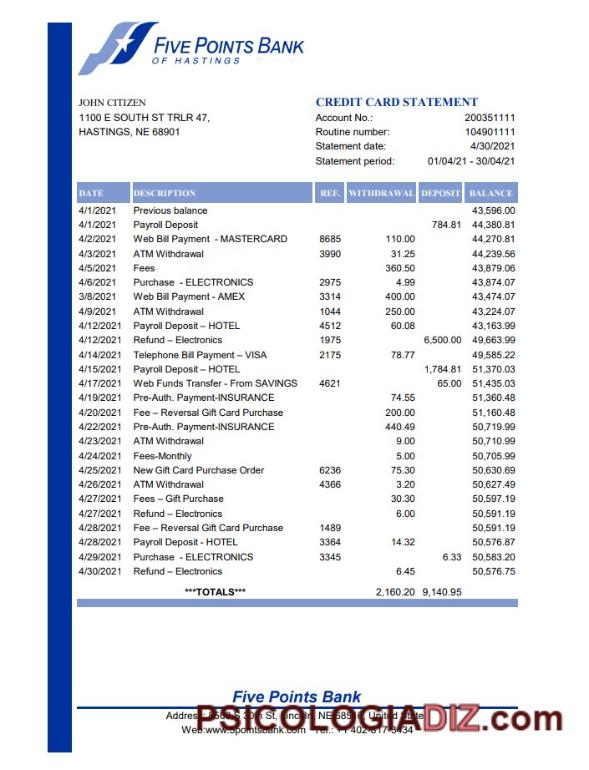 FIVE POINTS BANK
OF HASTINGS
JOHN CITIZEN
1100 E SOUTH ST TRLR 47,
HASTINGS, NE 68901
CREDIT CARD STATEMENT
Account No.: 200351111
Routine number: 104901111
Statement date: 4/30/2021
Statement period: 01/04/21 - 30/04/21
DATE DESCRIPTION REF. WITHDRAWAL DEPOSIT BALANCE
4/1/2021 Previous balance 43,596.00
4/1/2021 Payroll Deposit 784.81 44,380.81
4/2/2021 Web Bill Payment - MASTERCARD 8685 110.00 44,270.81
4/3/2021 ATM Withdrawal 3990 31.25 44,239.56
4/5/2021 Fees 360.50 43,879.06
4/6/2021 Purchase - ELECTRONICS 2975 4.99 43,874.07
3/8/2021 Web Bill Payment - AMEX 3314 400.00 43,474.07
4/9/2021 ATM Withdrawal 1044 250.00 43,224.07
4/12/2021 Payroll Deposit – HOTEL 4512 60.08 43,163.99
4/12/2021 Refund – Electronics 1975 6,500.00 49,663.99
4/14/2021 Telephone Bill Payment – VISA 2175 78.77 49,585.22
4/15/2021 Payroll Deposit – HOTEL 1,784.81 51,370.03
4/17/2021 Web Funds Transfer - From SAVINGS 4621 65.00 51,435.03
4/19/2021 Pre-Auth. Payment-INSURANCE 74.55 51,360.48
4/20/2021 Fee – Reversal Gift Card Purchase 200.00 51,160.48
4/22/2021 Pre-Auth. Payment-INSURANCE 440.49 50,719.99
4/23/2021 ATM Withdrawal 9.00 50,710.99
4/24/2021 Fees-Monthly 5.00 50,705.99
4/25/2021 New Gift Card Purchase Order 6236 75.30 50,630.69
4/26/2021 ATM Withdrawal 4366 3.20 50,627.49
4/27/2021 Fees – Gift Purchase 30.30 50,597.19
4/27/2021 Refund – Electronics 6.00 50,591.19
4/28/2021 Fee – Reversal Gift Card Purchase 1489 50,591.19
4/28/2021 Payroll Deposit - HOTEL 3364 14.32 50,576.87
4/29/2021 Purchase - ELECTRONICS 3345 6.33 50,583.20
4/30/2021 Refund – Electronics 6.45 50,576.75
***TOTALS*** 2,160.20 9,140.95
Five Points Bank
St, NE United
PSICOLOGIADIZ.com